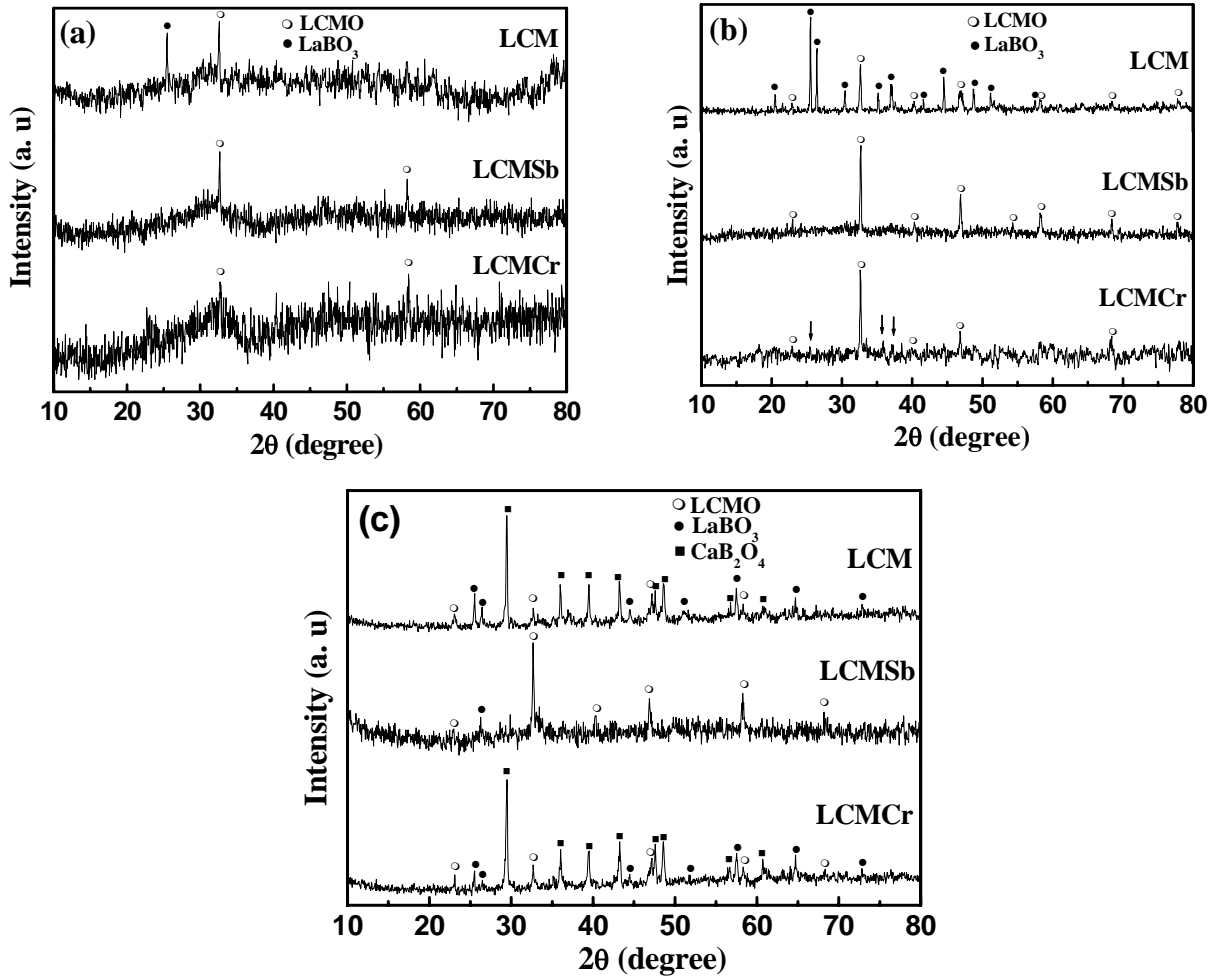 (a)
○ LCMO
● LaBO₃
LCM
LCMSb
LCMCr
Intensity (a. u)
10 20 30 40 50 60 70 80
2θ (degree)
(b)
○ LCMO
● LaBO₃
LCM
LCMSb
LCMCr
Intensity (a. u)
10 20 30 40 50 60 70 80
2θ (degree)
(c)
○ LCMO
● LaBO₃
■ CaB₂O₄
LCM
LCMSb
LCMCr
Intensity (a. u)
10 20 30 40 50 60 70 80
2θ (degree)